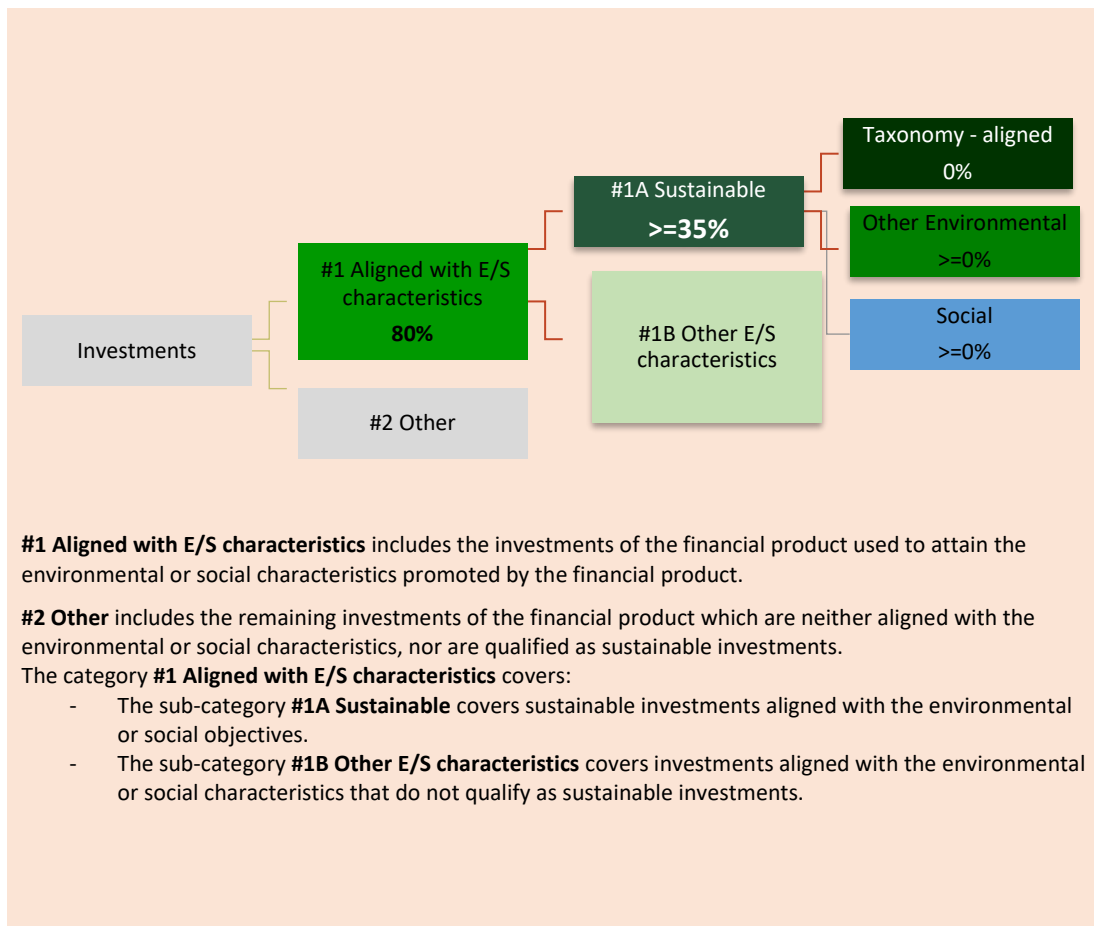 Taxonomy - aligned
0%
#1A Sustainable
>=35%
Other Environmental
>=0%
#1 Aligned with E/S
characteristics
80%
Social
>=0%
#1B Other E/S
characteristics
Investments
#2 Other
#1 Aligned with E/S characteristics includes the investments of the financial product used to attain the
environmental or social characteristics promoted by the financial product.
#2 Other includes the remaining investments of the financial product which are neither aligned with the
environmental or social characteristics, nor are qualified as sustainable investments.
The category #1 Aligned with E/S characteristics covers:
- The sub-category #1A Sustainable covers sustainable investments aligned with the environmental
or social objectives.
- The sub-category #1B Other E/S characteristics covers investments aligned with the environmental
or social characteristics that do not qualify as sustainable investments.